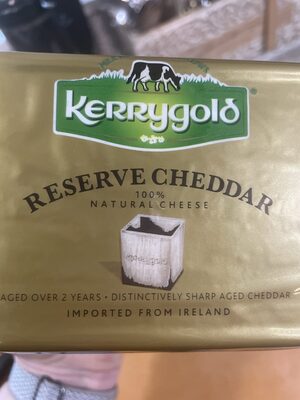 Kerrygold
RESERVE CHEDDAR
100%
NATURAL CHEESE
AGED OVER 2 YEARS • DISTINCTIVELY SHARP AGED CHEDDAR
IMPORTED FROM IRELAND